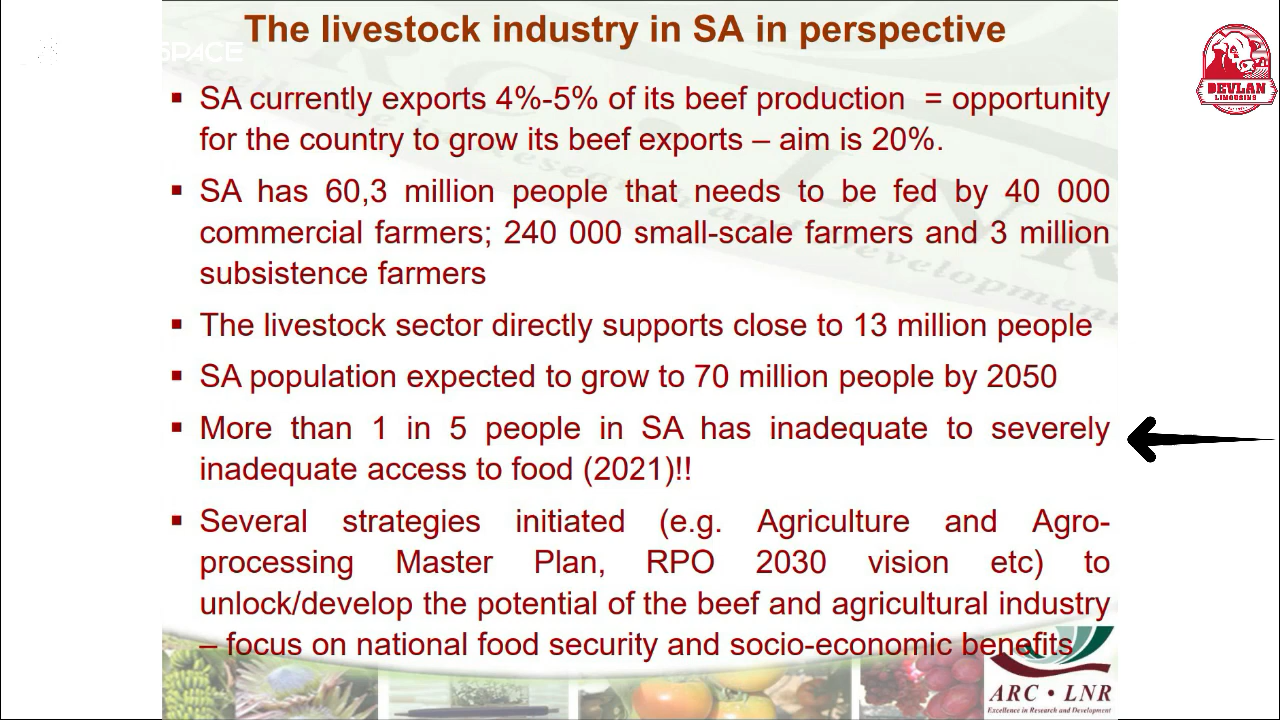 The livestock industry in SA in perspective
SPACE
DEVLAN
LIMOUSINS
▪ SA currently exports 4%-5% of its beef production = opportunity
for the country to grow its beef exports – aim is 20%.
▪ SA has 60,3 million people that needs to be fed by 40 000
commercial farmers; 240 000 small-scale farmers and 3 million
subsistence farmers
▪ The livestock sector directly supports close to 13 million people
▪ SA population expected to grow to 70 million people by 2050
▪ More than 1 in 5 people in SA has inadequate to severely
inadequate access to food (2021)!!
▪ Several strategies initiated (e.g. Agriculture and Agro-
processing Master Plan, RPO 2030 vision etc) to
unlock/develop the potential of the beef and agricultural industry
– focus on national food security and socio-economic benefits
ARC • LNR
Excellence in Research and Development